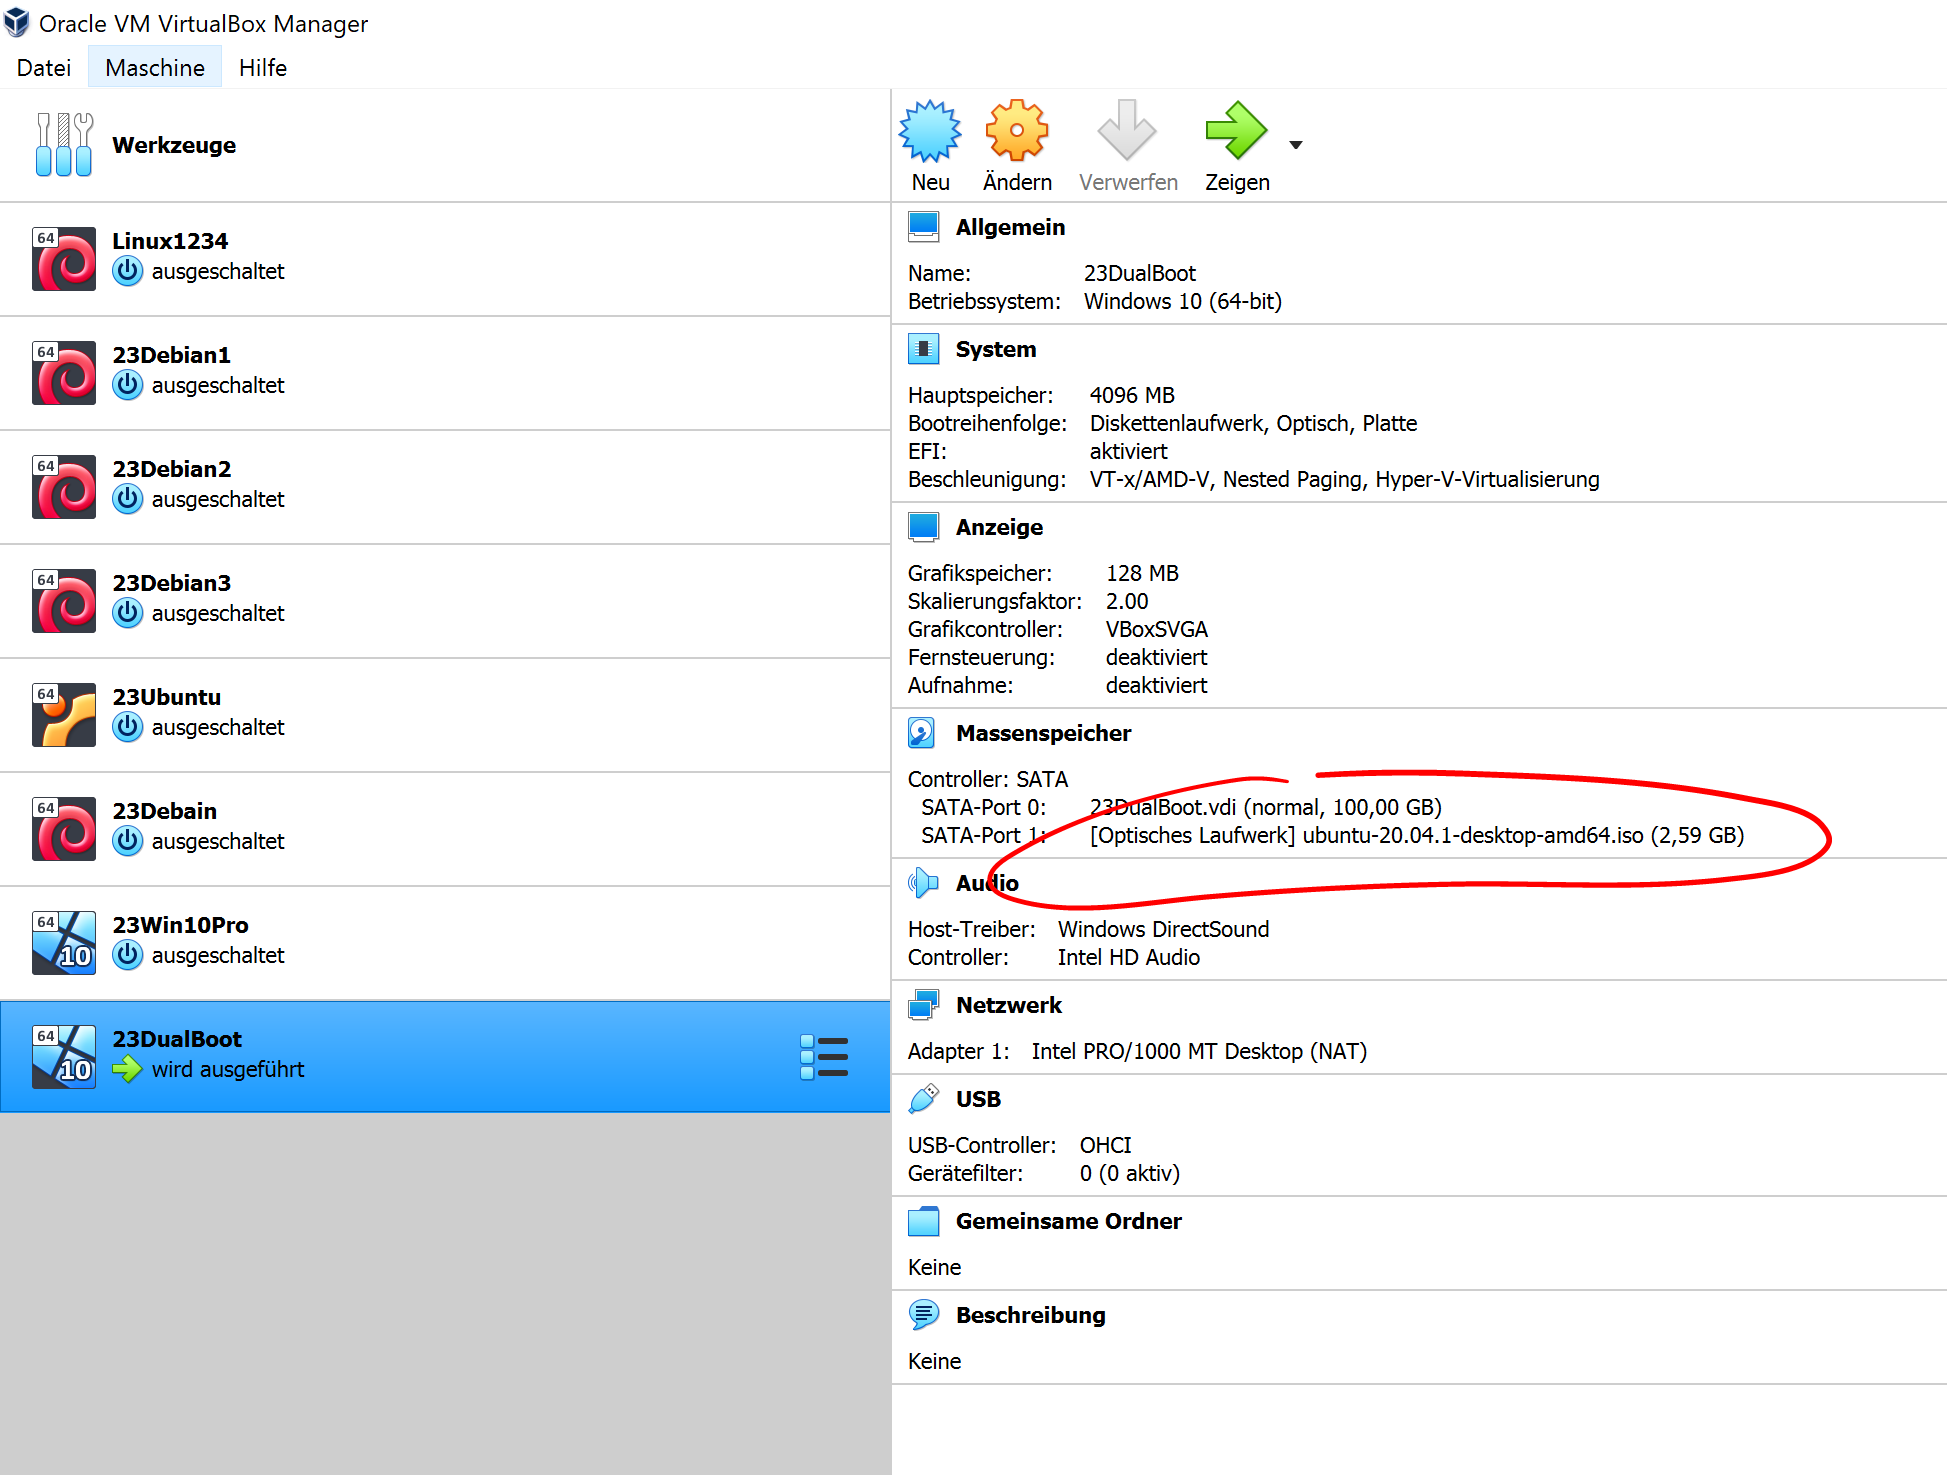 Oracle VM VirtualBox Manager
Datei Maschine Hilfe
Werkzeuge
64 Linux1234
ausgeschaltet
64 23Debian1
ausgeschaltet
64 23Debian2
ausgeschaltet
64 23Debian3
ausgeschaltet
64 23Ubuntu
ausgeschaltet
64 23Debain
ausgeschaltet
64 23Win10Pro
10 ausgeschaltet
64 23DualBoot
10 wird ausgeführt
Neu Ändern Verwerfen Zeigen
Allgemein
Name: 23DualBoot
Betriebssystem: Windows 10 (64-bit)
System
Hauptspeicher: 4096 MB
Bootreihenfolge: Diskettenlaufwerk, Optisch, Platte
EFI: aktiviert
Beschleunigung: VT-x/AMD-V, Nested Paging, Hyper-V-Virtualisierung
Anzeige
Grafikspeicher: 128 MB
Skalierungsfaktor: 2.00
Grafikcontroller: VBoxSVGA
Fernsteuerung: deaktiviert
Aufnahme: deaktiviert
Massenspeicher
Controller: SATA
SATA-Port 0: 23DualBoot.vdi (normal, 100,00 GB)
SATA-Port 1: [Optisches Laufwerk] ubuntu-20.04.1-desktop-amd64.iso (2,59 GB)
Audio
Host-Treiber: Windows DirectSound
Controller: Intel HD Audio
Netzwerk
Adapter 1: Intel PRO/1000 MT Desktop (NAT)
USB
USB-Controller: OHCI
Gerätefilter: 0 (0 aktiv)
Gemeinsame Ordner
Keine
Beschreibung
Keine